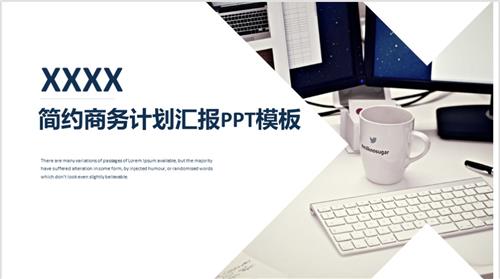 XXXX
简约商务计划汇报PPT模板
There are many variations of passages of Lorem Ipsum available, but the majority
have suffered alteration in some form, by injected humour, or randomised words
which don't look even slightly believable.
#milknosugar